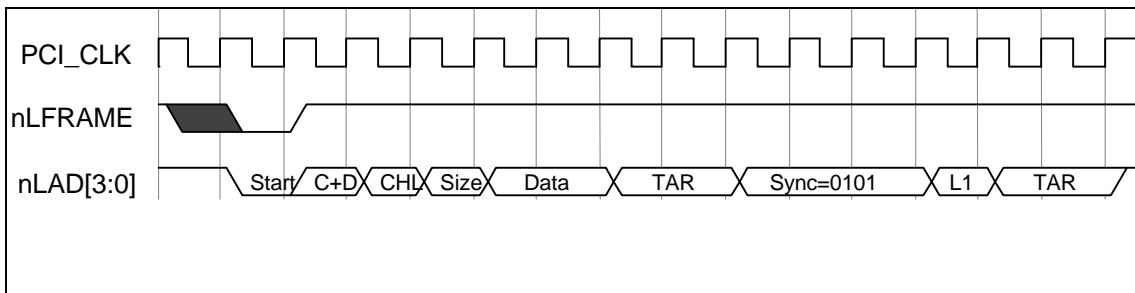 PCI_CLK
nLFRAME
nLAD[3:0] Start C+D CHL Size Data TAR Sync=0101 L1 TAR